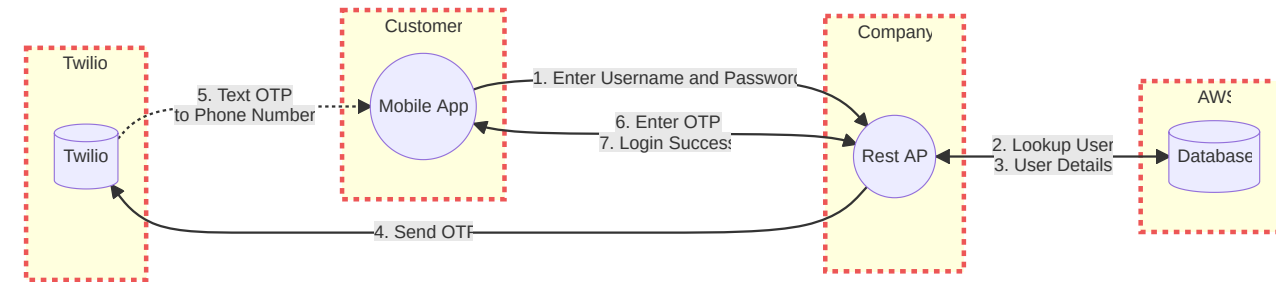 Twilio
Twilio
5. Text OTP
to Phone Number
Customer
Mobile App
1. Enter Username and Password
6. Enter OTP
7. Login Success
4. Send OTP
Company
Rest AP
2. Lookup User
3. User Details
AWS
Database